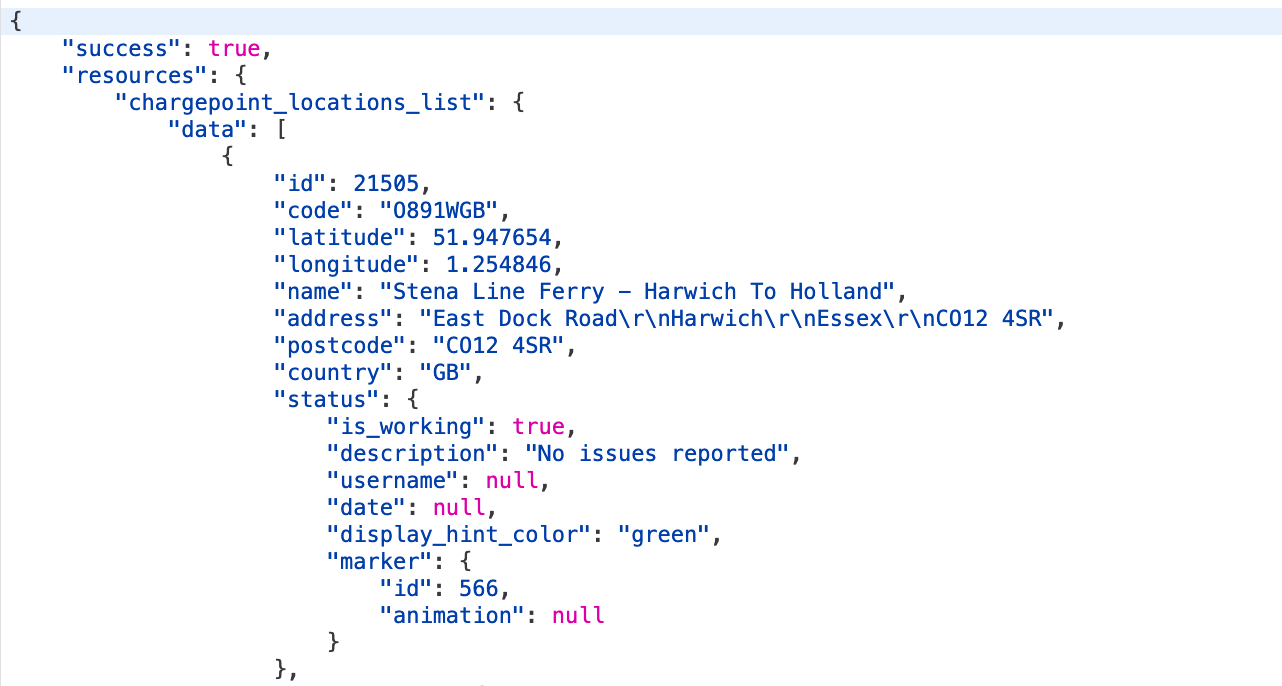 {
    "success": true,
    "resources": {
        "chargepoint_locations_list": {
            "data": [
                {
                    "id": 21505,
                    "code": "O891WGB",
                    "latitude": 51.947654,
                    "longitude": 1.254846,
                    "name": "Stena Line Ferry – Harwich To Holland",
                    "address": "East Dock Road\r\nHarwich\r\nEssex\r\nCO12 4SR",
                    "postcode": "CO12 4SR",
                    "country": "GB",
                    "status": {
                        "is_working": true,
                        "description": "No issues reported",
                        "username": null,
                        "date": null,
                        "display_hint_color": "green",
                        "marker": {
                            "id": 566,
                            "animation": null
                        }
                    },